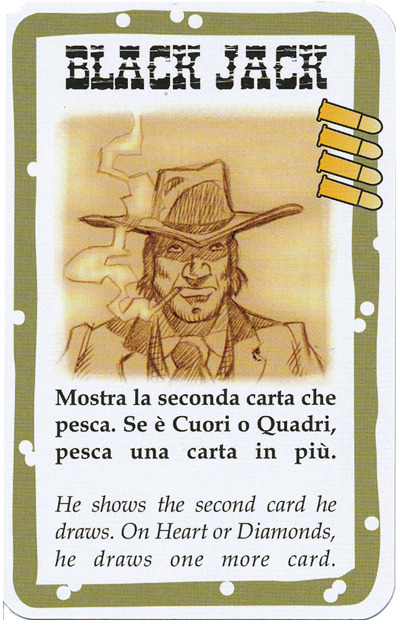 BLACK JACK
Mostra la seconda carta che
pesca. Se è Cuori o Quadri,
pesca una carta in più.
He shows the second card he
draws. On Heart or Diamonds,
he draws one more card.